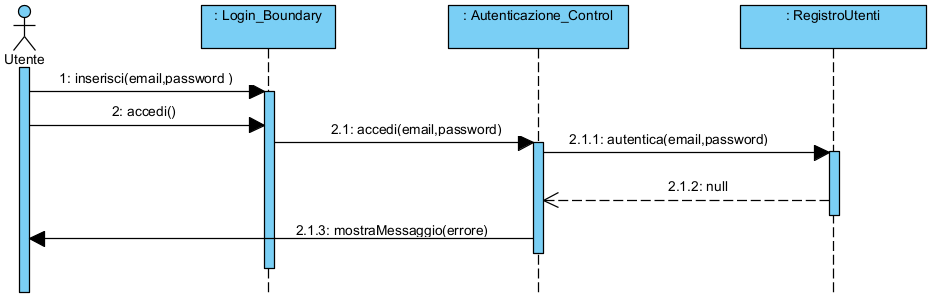 : Login_Boundary
: Autenticazione_Control
: RegistroUtenti
Utente
1: inserisci(email,password )
2: accedi()
2.1: accedi(email,password)
2.1.1: autentica(email,password)
2.1.2: null
2.1.3: mostraMessaggio(errore)